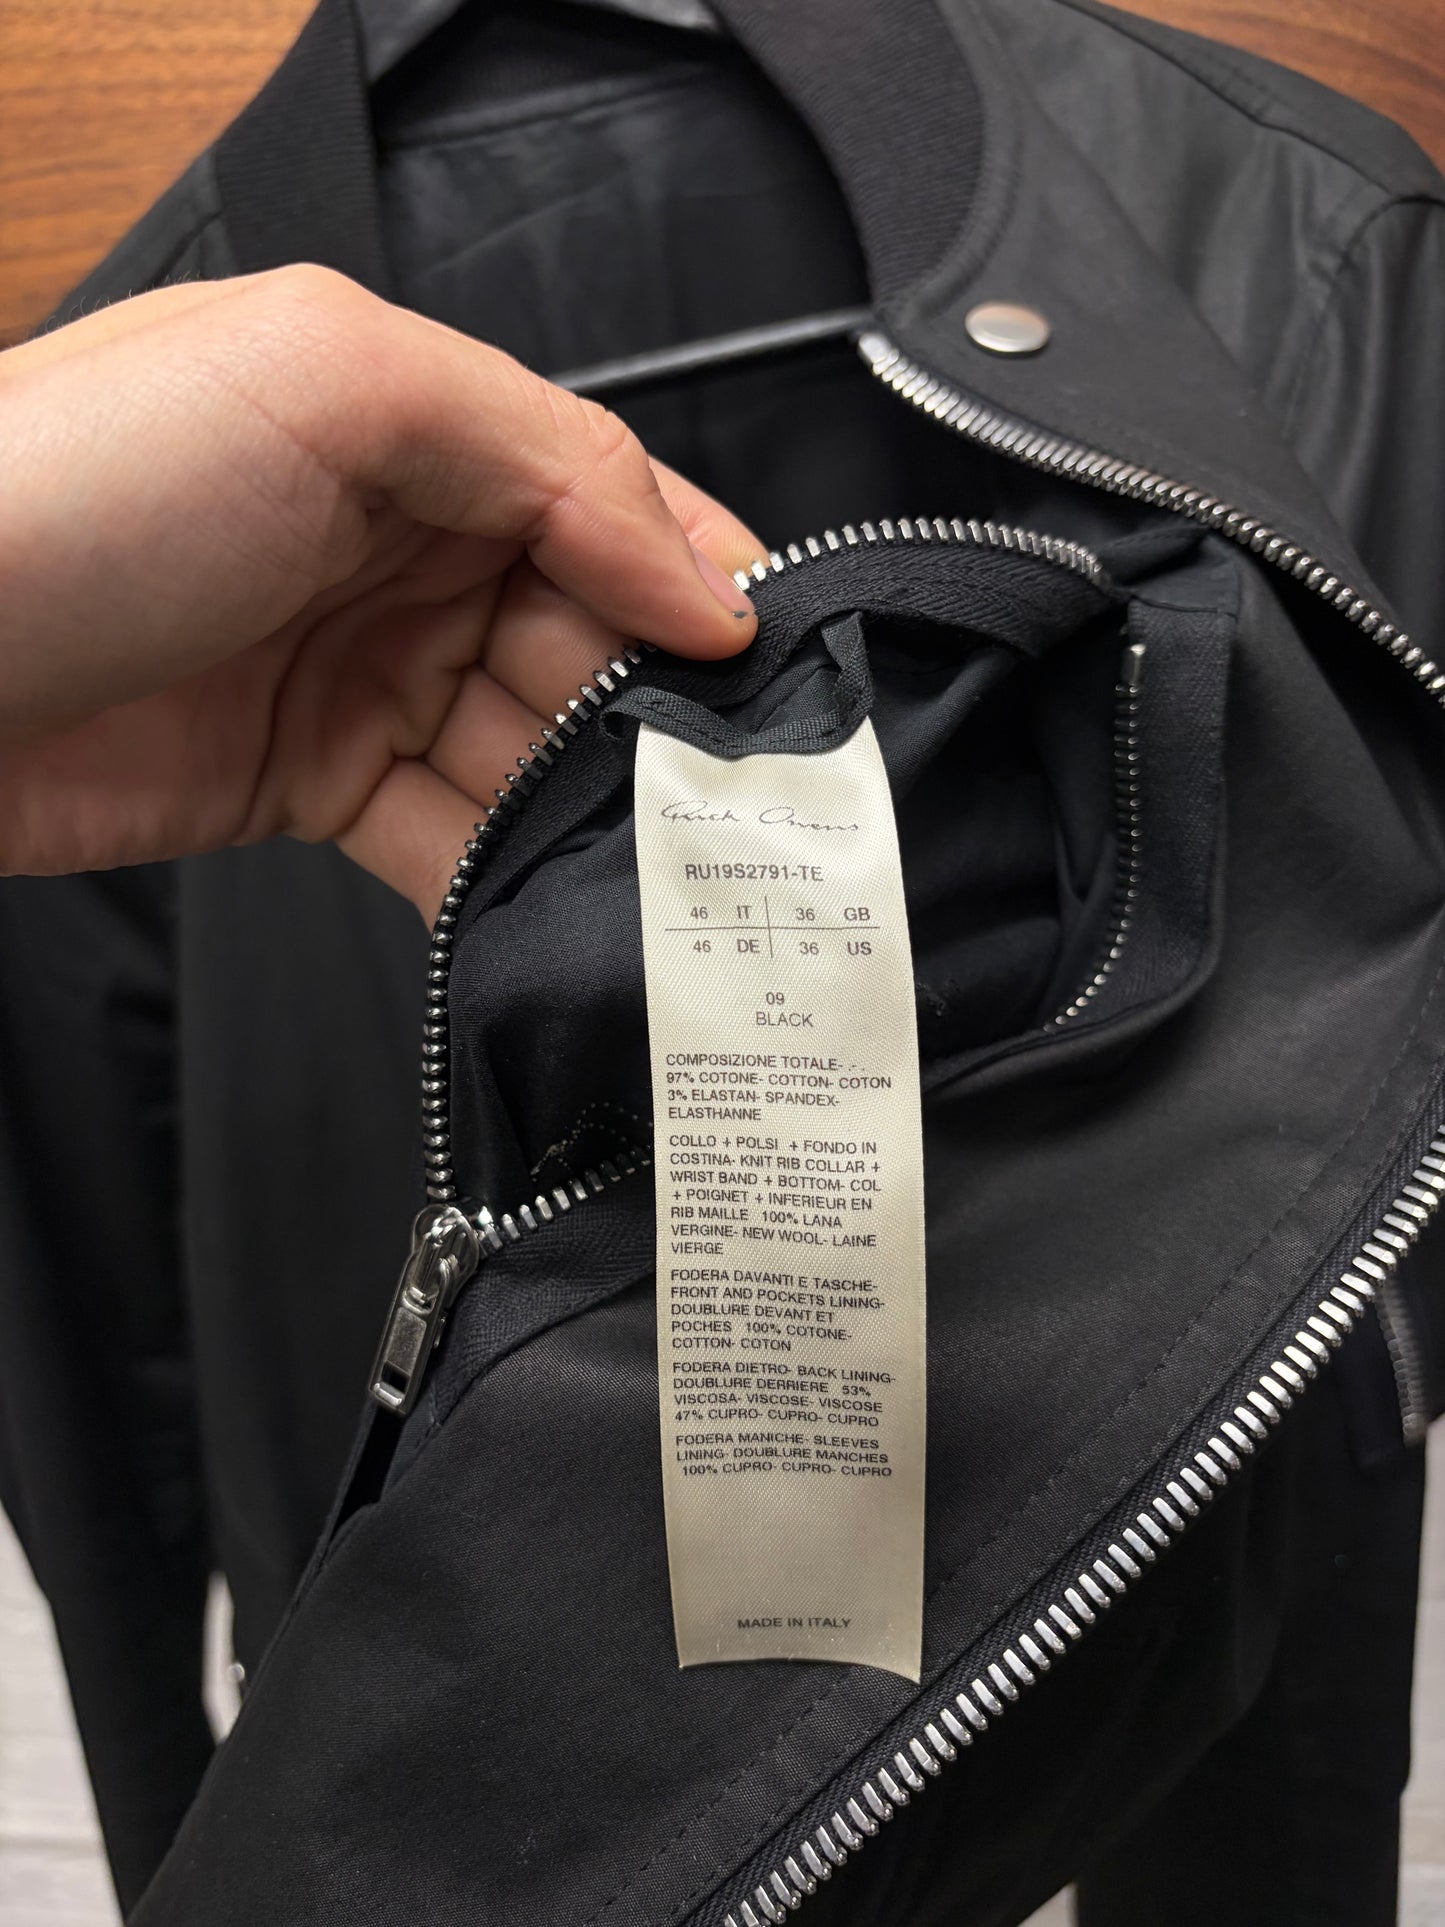 Rick Owens
RU19S2791-TE
46 IT 36 GB
46 DE 36 US
09
BLACK
COMPOSIZIONE TOTALE- . -
97% COTONE- COTTON- COTON
3% ELASTAN- SPANDEX-
ELASTHANNE
COLLO + POLSI + FONDO IN
COSTINA- KNIT RIB COLLAR +
WRIST BAND + BOTTOM- COL
+ POIGNET + INFERIEUR EN
RIB MAILLE 100% LANA
VERGINE- NEW WOOL- LAINE
VIERGE
FODERA DAVANTI E TASCHE-
FRONT AND POCKETS LINING-
DOUBLURE DEVANT ET
POCHES 100% COTONE-
COTTON- COTON
FODERA DIETRO- BACK LINING-
DOUBLURE DERRIERE 53%
VISCOSA- VISCOSE- VISCOSE
47% CUPRO- CUPRO- CUPRO
FODERA MANICHE- SLEEVES
LINING- DOUBLURE MANCHES
100% CUPRO- CUPRO- CUPRO
MADE IN ITALY